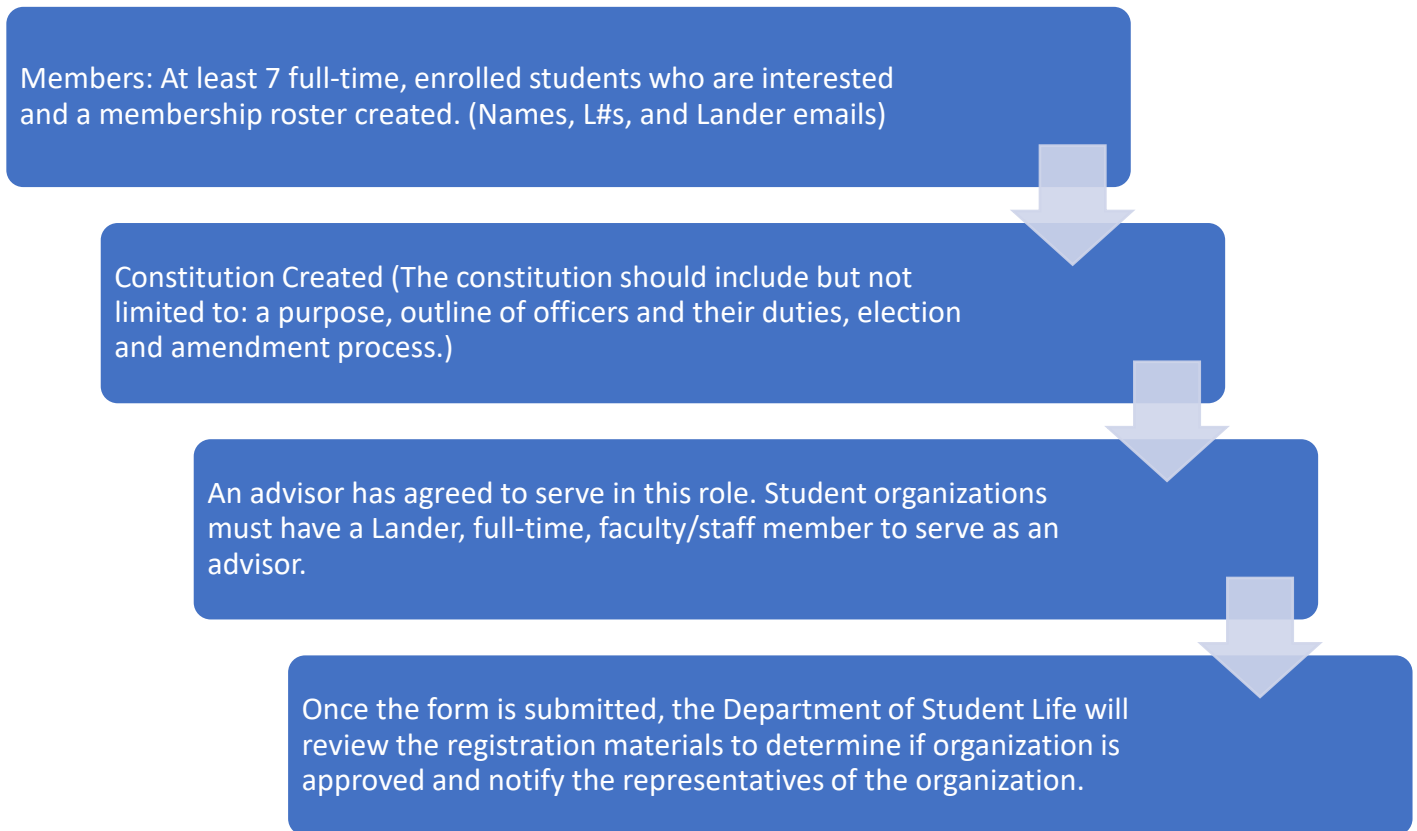 Members: At least 7 full-time, enrolled students who are interested
and a membership roster created. (Names, L#s, and Lander emails)
Constitution Created (The constitution should include but not
limited to: a purpose, outline of officers and their duties, election
and amendment process.)
An advisor has agreed to serve in this role. Student organizations
must have a Lander, full-time, faculty/staff member to serve as an
advisor.
Once the form is submitted, the Department of Student Life will
review the registration materials to determine if organization is
approved and notify the representatives of the organization.